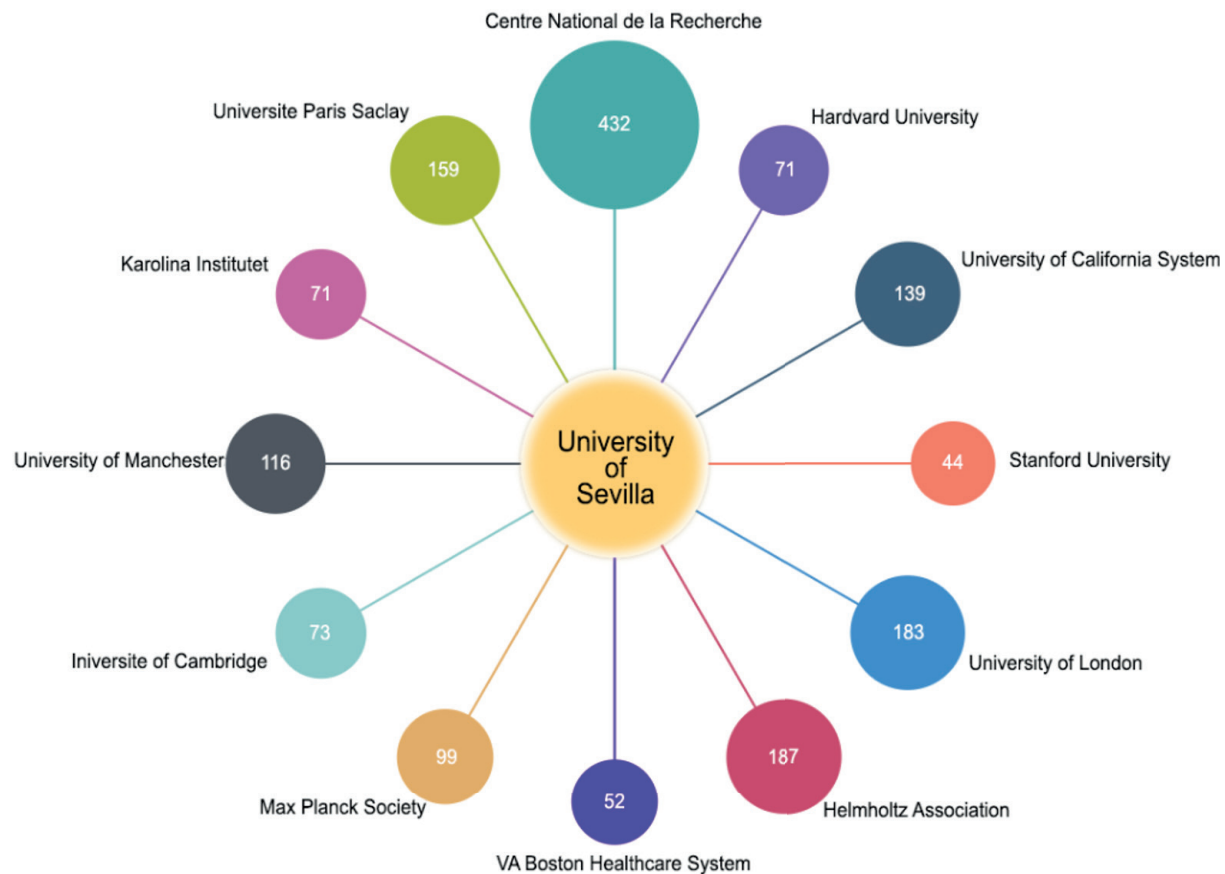 Centre National de la Recherche
432
Universite Paris Saclay
159
Hardvard University
71
Karolina Institutet
71
University of California System
139
University of Manchester
116
University
of
Sevilla
44
Stanford University
Iniversite of Cambridge
73
183
University of London
Max Planck Society
99
187
Helmholtz Association
52
VA Boston Healthcare System